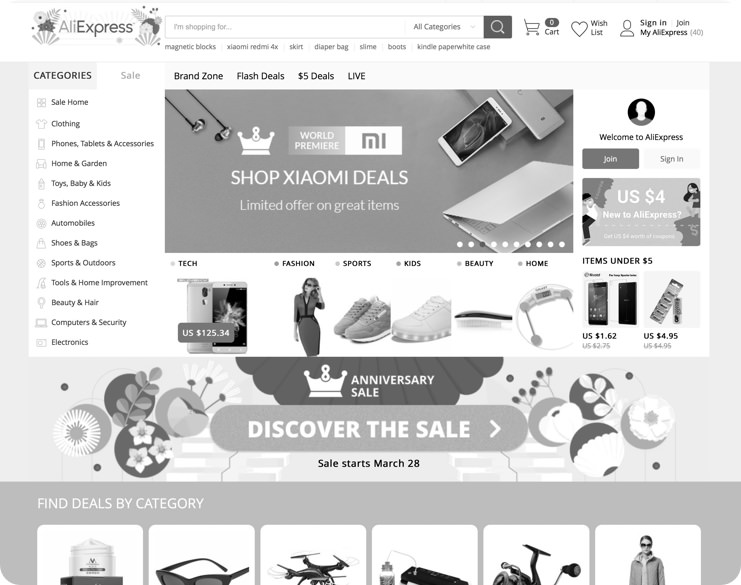 AliExpress
I'm shopping for...
All Categories
0
Cart
Wish
List
Sign in
Join
My AliExpress (40)
magnetic blocks
xiaomi redmi 4x
skirt
diaper bag
slime
boots
kindle paperwhite case
CATEGORIES
Sale
Brand Zone
Flash Deals
$5 Deals
LIVE
Sale Home
Clothing
Phones, Tablets & Accessories
Home & Garden
Toys, Baby & Kids
Fashion Accessories
Automobiles
Shoes & Bags
Sports & Outdoors
Tools & Home Improvement
Beauty & Hair
Computers & Security
Electronics
8
WORLD
PREMIERE
MI
SHOP XIAOMI DEALS
Limited offer on great items
Welcome to AliExpress
Join
Sign In
US $4
New to AliExpress?
Get US $4 worth of coupons
ITEMS UNDER $5
US $1.62
US $2.75
US $4.95
US $4.95
TECH
FASHION
SPORTS
KIDS
BEAUTY
HOME
US $125.34
8
ANNIVERSARY
SALE
DISCOVER THE SALE
Sale starts March 28
FIND DEALS BY CATEGORY